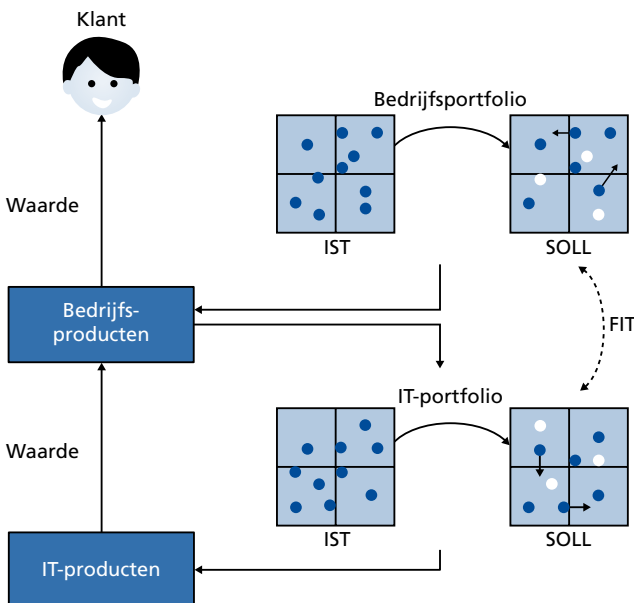 Klant
Bedrijfsportfolio
Waarde
IST
SOLL
Bedrijfs-
producten
FIT
IT-portfolio
Waarde
IST
SOLL
IT-producten